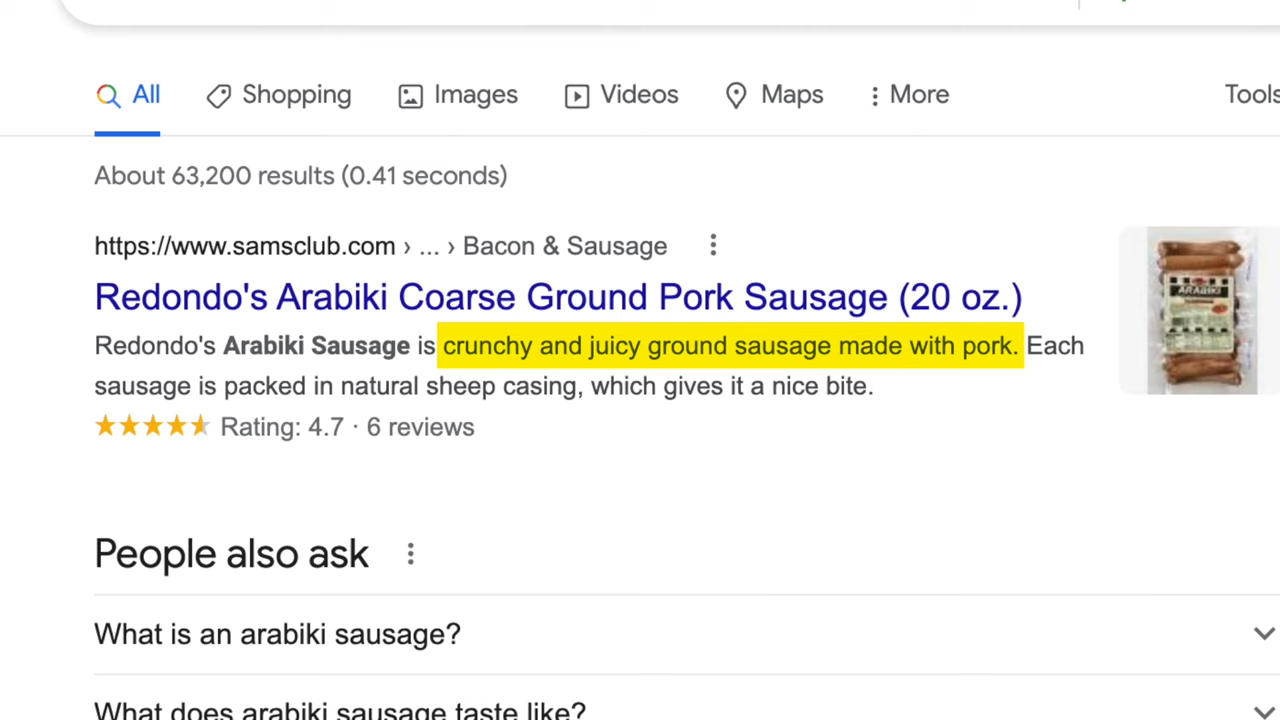 All Shopping Images Videos Maps More Tools
About 63,200 results (0.41 seconds)
https://www.samsclub.com › ... › Bacon & Sausage
Redondo's Arabiki Coarse Ground Pork Sausage (20 oz.)
Redondo's Arabiki Sausage is crunchy and juicy ground sausage made with pork. Each
sausage is packed in natural sheep casing, which gives it a nice bite.
Rating: 4.7 · 6 reviews
ARABIKI
People also ask
What is an arabiki sausage?
What does arabiki sausage taste like?